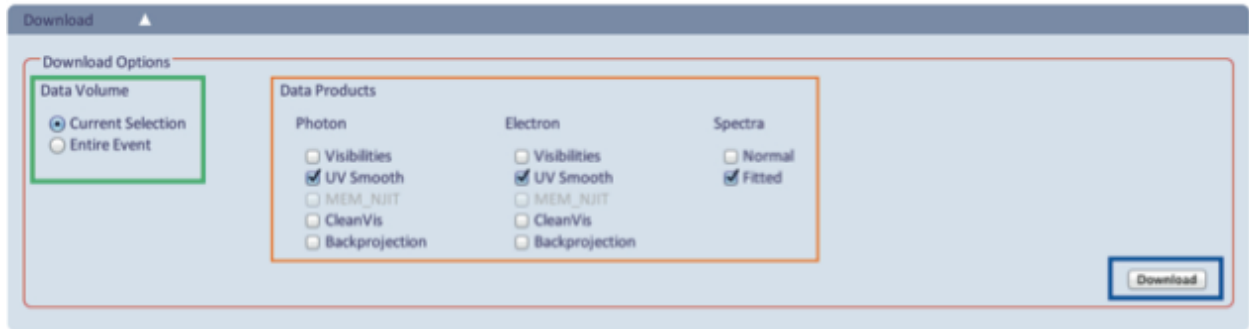 Download
Download Options
Data Volume
Current Selection
Entire Event
Data Products
Photon
Visibilities
UV Smooth
MEM_NJIT
CleanVis
Backprojection
Electron
Visibilities
UV Smooth
MEM_NJIT
CleanVis
Backprojection
Spectra
Normal
Fitted
Download